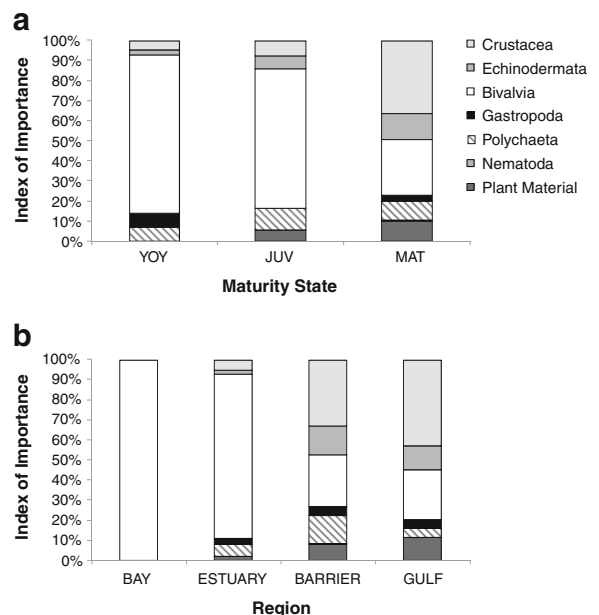 a
Index of Importance
100%
90%
80%
70%
60%
50%
40%
30%
20%
10%
0%
YOY JUV MAT
Maturity State
Crustacea
Echinodermata
Bivalvia
Gastropoda
Polychaeta
Nematoda
Plant Material
b
Index of Importance
100%
90%
80%
70%
60%
50%
40%
30%
20%
10%
0%
BAY ESTUARY BARRIER GULF
Region